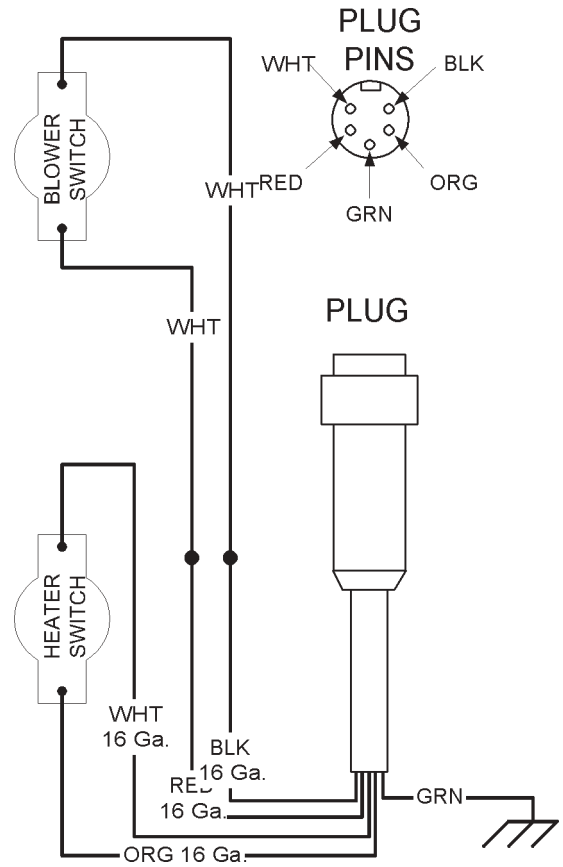 PLUG
PINS
WHT
BLK
RED
ORG
GRN
BLOWER
SWITCH
WHT
WHT
PLUG
HEATER
SWITCH
WHT
16 Ga.
BLK
16 Ga.
RED
16 Ga.
GRN
ORG 16 Ga.